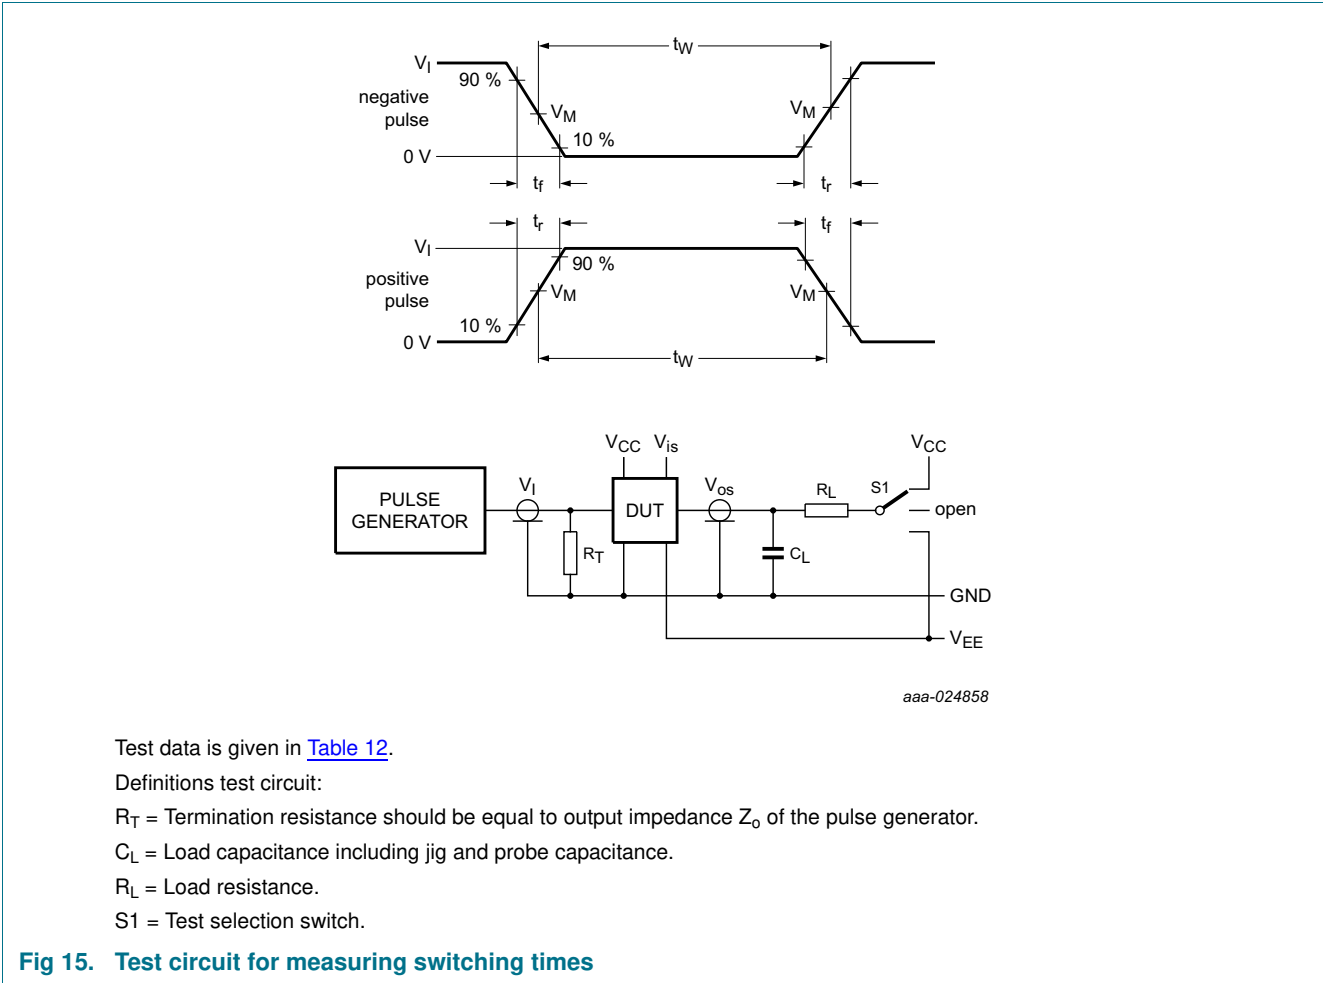 tW
VI
90 %
negative
pulse
VM
VM
10 %
0 V
tf
tr
tr
tf
VI
90 %
positive
pulse
VM
VM
10 %
0 V
tW
VCC
Vis
VCC
PULSE
GENERATOR
VI
DUT
Vos
RL
S1
open
RT
CL
GND
VEE
aaa-024858
Test data is given in Table 12.
Definitions test circuit:
RT = Termination resistance should be equal to output impedance Zo of the pulse generator.
CL = Load capacitance including jig and probe capacitance.
RL = Load resistance.
S1 = Test selection switch.
Fig 15. Test circuit for measuring switching times